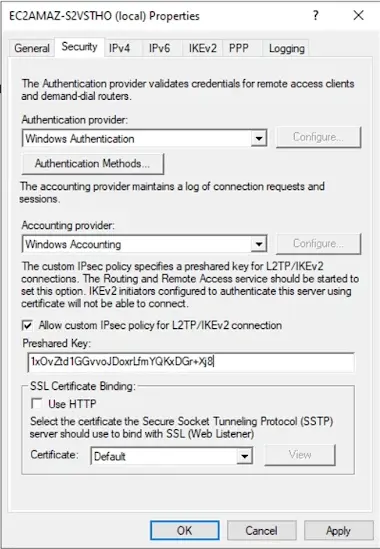 EC2AMAZ-S2VSTHO (local) Properties
? ×
General Security IPv4 IPv6 IKEv2 PPP Logging
The Authentication provider validates credentials for remote access clients
and demand-dial routers.
Authentication provider:
Windows Authentication
Configure...
Authentication Methods...
The accounting provider maintains a log of connection requests and
sessions.
Accounting provider:
Windows Accounting
Configure...
The custom IPsec policy specifies a preshared key for L2TP/IKEv2
connections. The Routing and Remote Access service should be started to
set this option. IKEv2 initiators configured to authenticate this server using
certificate will not be able to connect.
Allow custom IPsec policy for L2TP/IKEv2 connection
Preshared Key:
1xOvZtd1GGvvoJDoxrLfmYQKxDGr+Xj8
SSL Certificate Binding:
Use HTTP
Select the certificate the Secure Socket Tunneling Protocol (SSTP)
server should use to bind with SSL (Web Listener)
Certificate: Default View
OK Cancel Apply